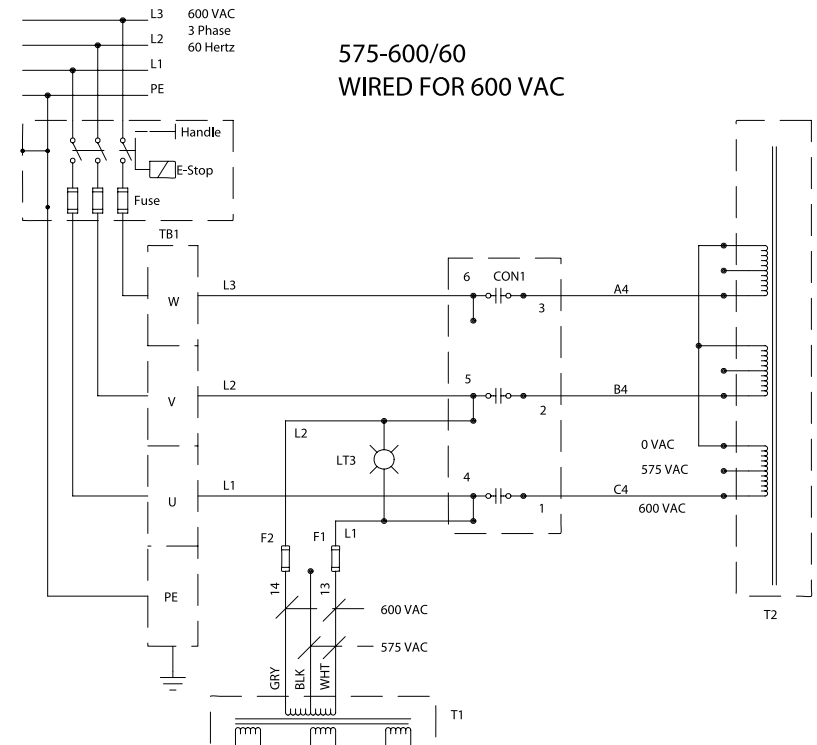 L3
600 VAC
3 Phase
60 Hertz
L2
L1
PE
575-600/60
WIRED FOR 600 VAC
Handle
E-Stop
Fuse
TB1
W
L3
6
CON1
3
A4
V
L2
5
2
B4
L2
LT3
0 VAC
575 VAC
600 VAC
U
L1
4
1
C4
F2
F1
L1
14
13
PE
600 VAC
575 VAC
GRY
BLK
WHT
T2
T1